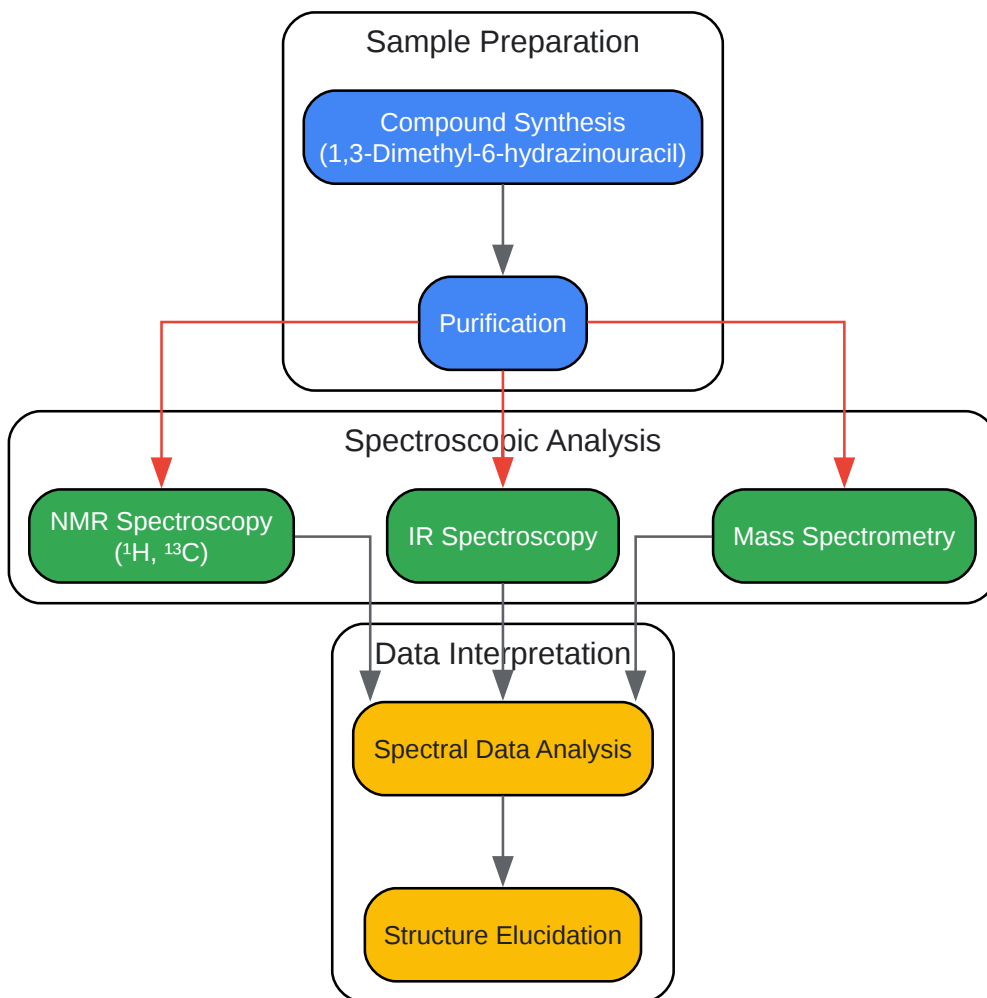 Sample Preparation
Compound Synthesis
(1,3-Dimethyl-6-hydrazinouracil)
Purification
Spectroscopic Analysis
NMR Spectroscopy
(¹H, ¹³C)
IR Spectroscopy
Mass Spectrometry
Data Interpretation
Spectral Data Analysis
Structure Elucidation